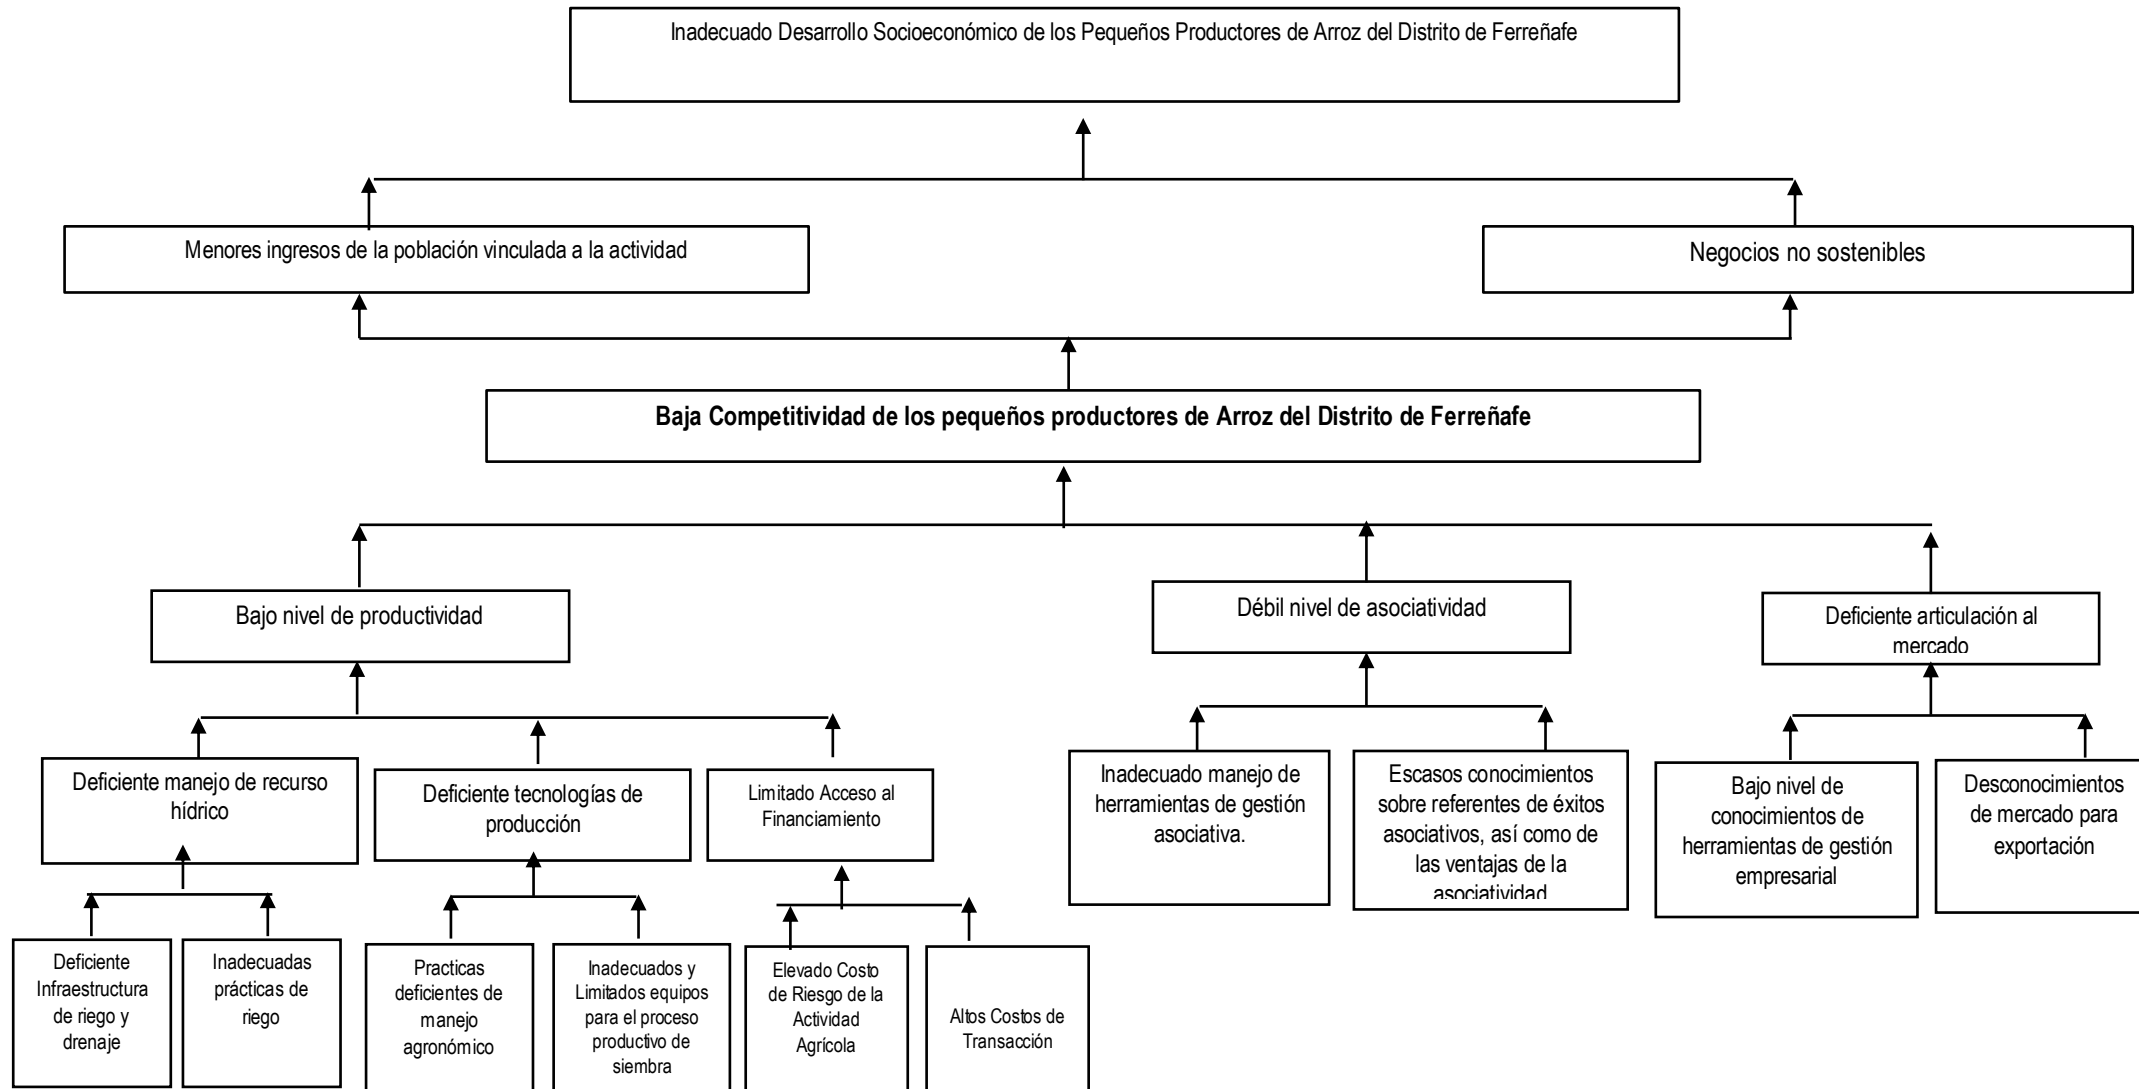 Inadecuado Desarrollo Socioeconómico de los Pequeños Productores de Arroz del Distrito de Ferreñafe
Menores ingresos de la población vinculada a la actividad
Negocios no sostenibles
Baja Competitividad de los pequeños productores de Arroz del Distrito de Ferreñafe
Bajo nivel de productividad
Débil nivel de asociatividad
Deficiente articulación al
mercado
Deficiente manejo de recurso
hídrico
Deficiente tecnologías de
producción
Limitado Acceso al
Financiamiento
Inadecuado manejo de
herramientas de gestión
asociativa.
Escasos conocimientos
sobre referentes de éxitos
asociativos, así como de
las ventajas de la
asociatividad
Bajo nivel de
conocimientos de
herramientas de gestión
empresarial
Desconocimientos
de mercado para
exportación
Deficiente
Infraestructura
de riego y
drenaje
Inadecuadas
prácticas de
riego
Practicas
deficientes de
manejo
agronómico
Inadecuados y
Limitados equipos
para el proceso
productivo de
siembra
Elevado Costo
de Riesgo de la
Actividad
Agrícola
Altos Costos de
Transacción